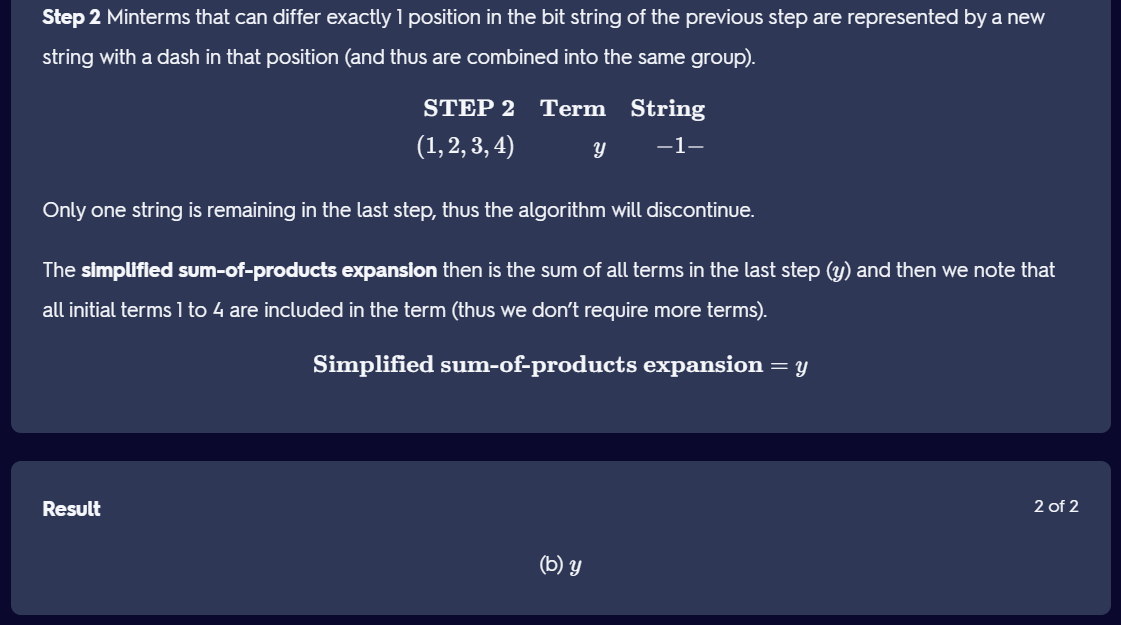 Step 2 Minterms that can differ exactly 1 position in the bit string of the previous step are represented by a new
string with a dash in that position (and thus are combined into the same group).
STEP 2 Term String
(1, 2, 3, 4) y −1−
Only one string is remaining in the last step, thus the algorithm will discontinue.
The simplified sum-of-products expansion then is the sum of all terms in the last step (y) and then we note that
all initial terms 1 to 4 are included in the term (thus we don't require more terms).
Simplified sum-of-products expansion = y
Result
2 of 2
(b) y